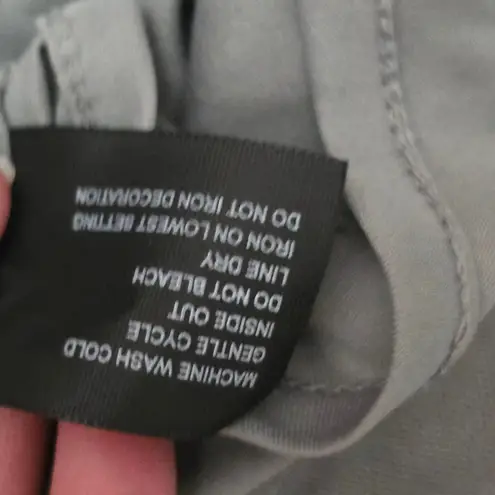 MACHINE WASH COLD
GENTLE CYCLE
INSIDE OUT
DO NOT BLEACH
LINE DRY
IRON ON LOWEST SETTING
DO NOT IRON DECORATION